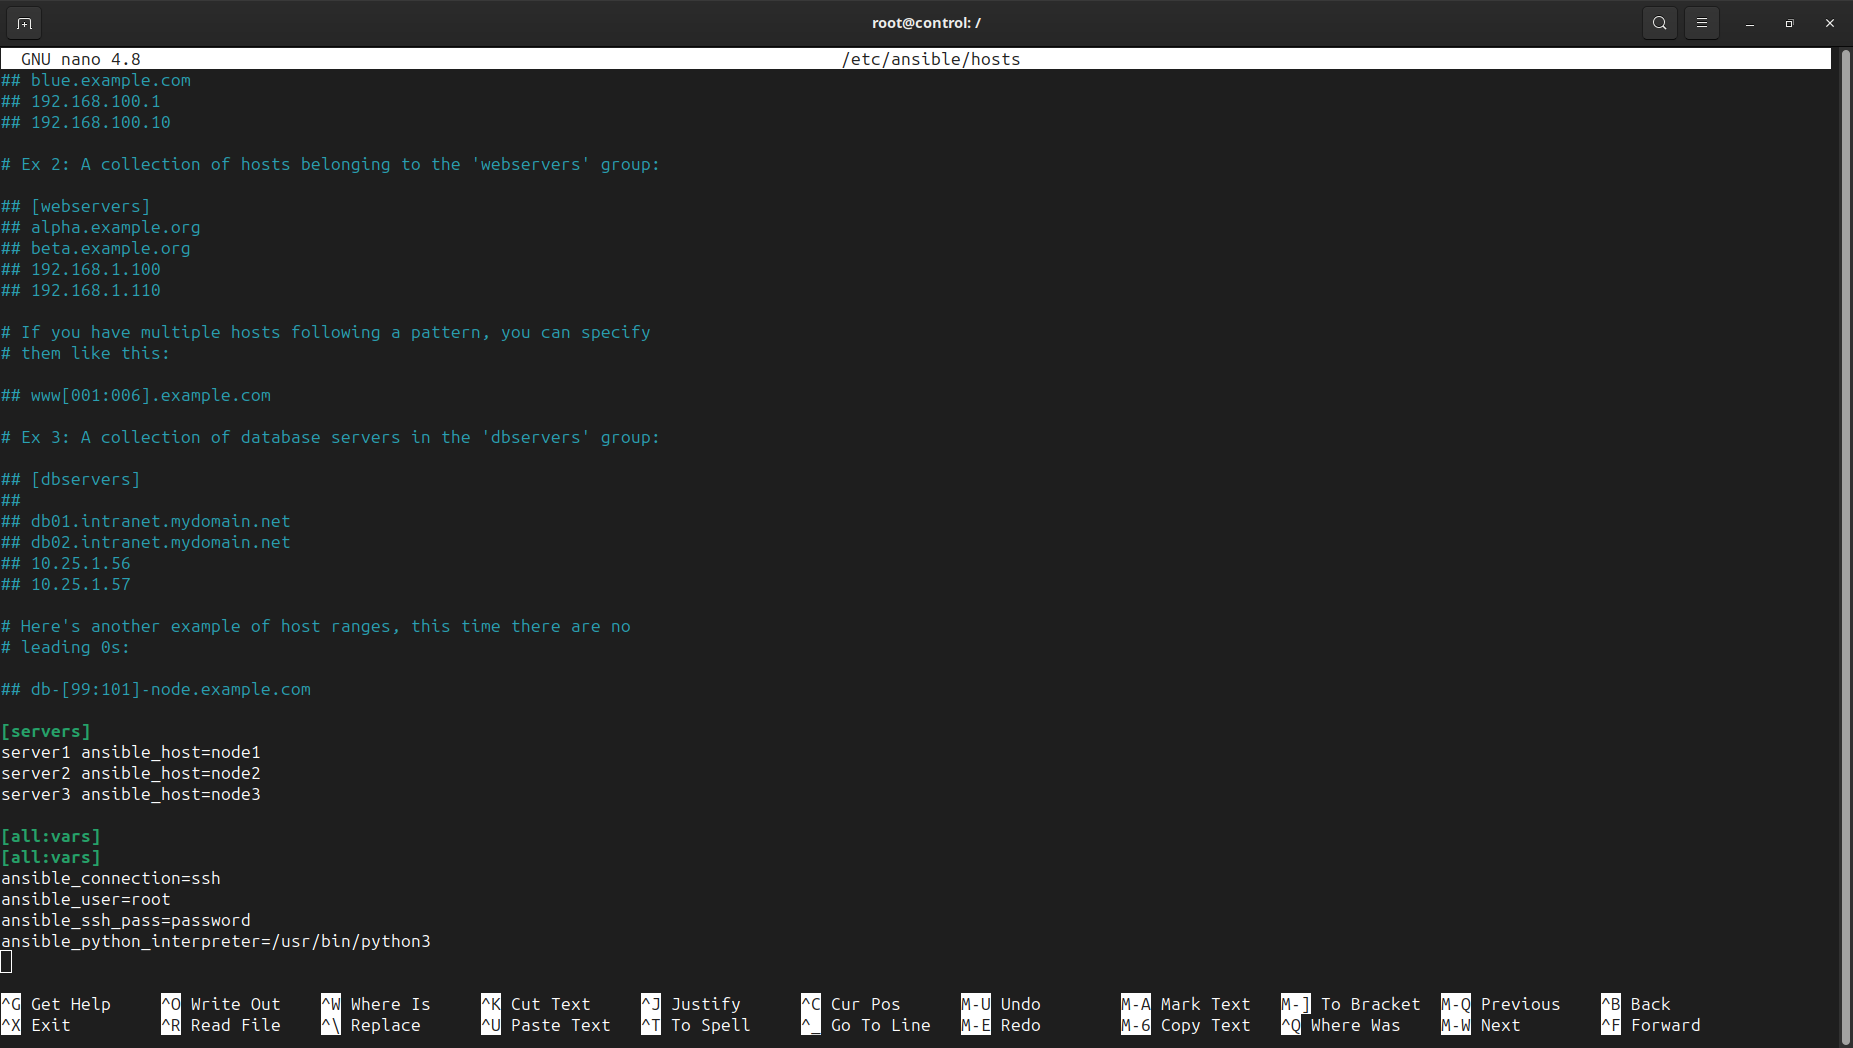 root@control: /
GNU nano 4.8 /etc/ansible/hosts
## blue.example.com
## 192.168.100.1
## 192.168.100.10
# Ex 2: A collection of hosts belonging to the 'webservers' group:
## [webservers]
## alpha.example.org
## beta.example.org
## 192.168.1.100
## 192.168.1.110
# If you have multiple hosts following a pattern, you can specify
# them like this:
## www[001:006].example.com
# Ex 3: A collection of database servers in the 'dbservers' group:
## [dbservers]
##
## db01.intranet.mydomain.net
## db02.intranet.mydomain.net
## 10.25.1.56
## 10.25.1.57
# Here's another example of host ranges, this time there are no
# leading 0s:
## db-[99:101]-node.example.com
[servers]
server1 ansible_host=node1
server2 ansible_host=node2
server3 ansible_host=node3
[all:vars]
[all:vars]
ansible_connection=ssh
ansible_user=root
ansible_ssh_pass=password
ansible_python_interpreter=/usr/bin/python3
^G Get Help ^O Write Out ^W Where Is ^K Cut Text ^J Justify ^C Cur Pos M-U Undo M-A Mark Text M-] To Bracket M-Q Previous ^B Back
^X Exit ^R Read File ^\ Replace ^U Paste Text ^T To Spell ^_ Go To Line M-E Redo M-6 Copy Text ^Q Where Was M-W Next ^F Forward